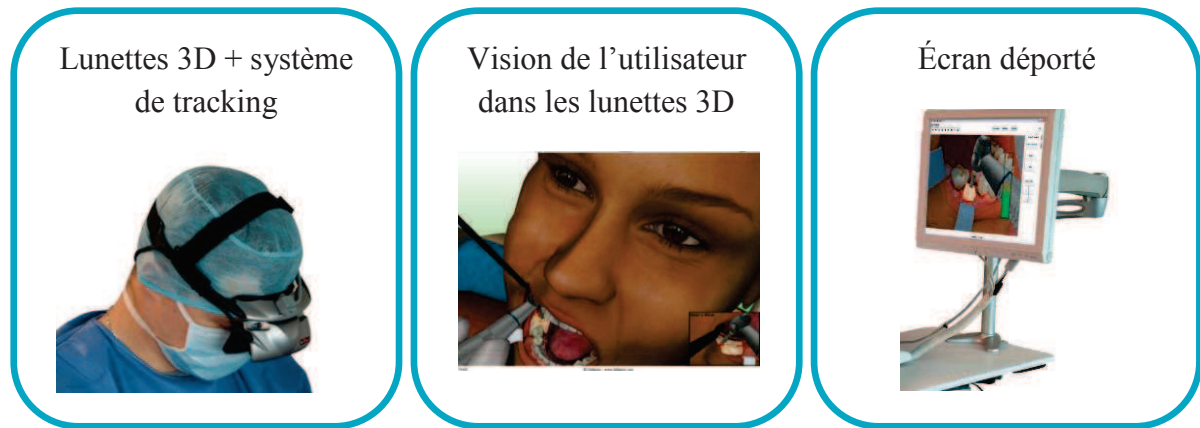 Lunettes 3D + système
de tracking
Vision de l’utilisateur
dans les lunettes 3D
Écran déporté